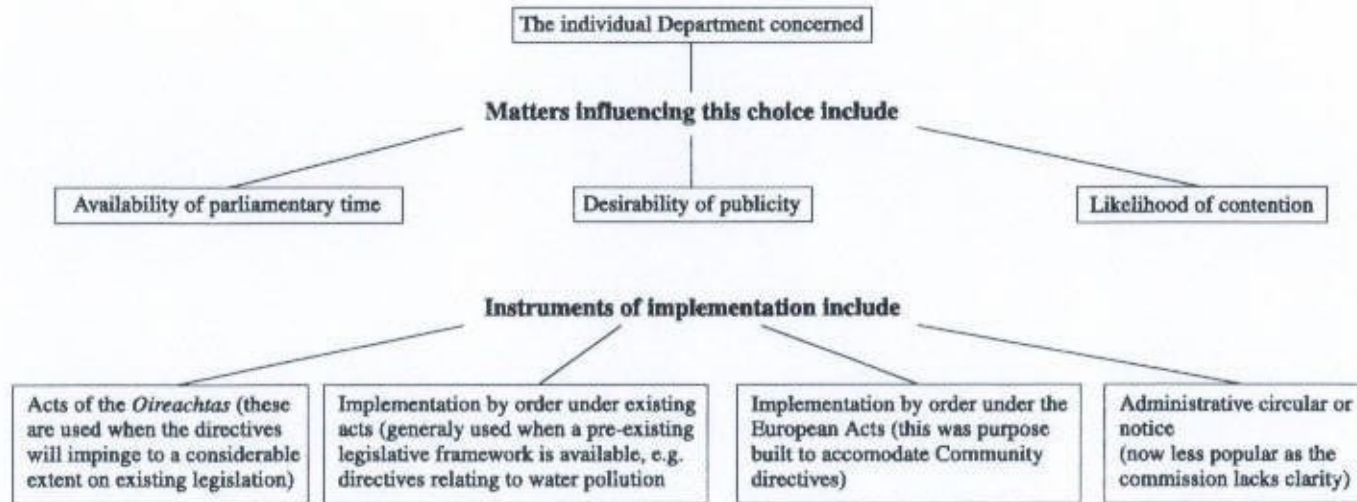 The individual Department concerned
Matters influencing this choice include
Availability of parliamentary time
Desirability of publicity
Likelihood of contention
Instruments of implementation include
Acts of the Oireachtas (these
are used when the directives
will impinge to a considerable
extent on existing legislation)
Implementation by order under existing
acts (generaly used when a pre-existing
legislative framework is available, e.g.
directives relating to water pollution
Implementation by order under the
European Acts (this was purpose
built to accomodate Community
directives)
Administrative circular or
notice
(now less popular as the
commission lacks clarity)